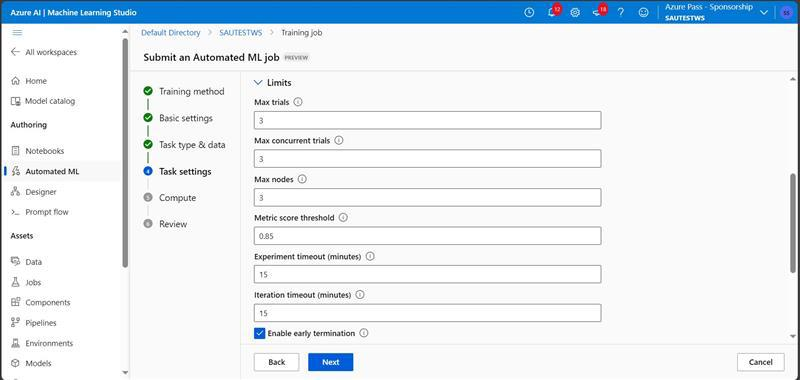 Azure AI | Machine Learning Studio
12
18
Azure Pass - Sponsorship
SAUTESTWS
SS
Default Directory > SAUTESTWS > Training job
All workspaces
Home
Model catalog
Authoring
Notebooks
Automated ML
Designer
Prompt flow
Assets
Data
Jobs
Components
Pipelines
Environments
Models
Submit an Automated ML job PREVIEW
Training method
Basic settings
Task type & data
4 Task settings
5 Compute
6 Review
Limits
Max trials
3
Max concurrent trials
3
Max nodes
3
Metric score threshold
0.85
Experiment timeout (minutes)
15
Iteration timeout (minutes)
15
Enable early termination
Back
Next
Cancel